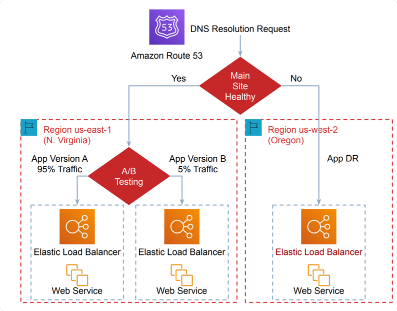 53
DNS Resolution Request
Amazon Route 53
Main
Site
Healthy
Yes
No
Region us-east-1
(N. Virginia)
Region us-west-2
(Oregon)
App Version A
95% Traffic
A/B
Testing
App Version B
5% Traffic
App DR
Elastic Load Balancer
Elastic Load Balancer
Elastic Load Balancer
Web Service
Web Service
Web Service